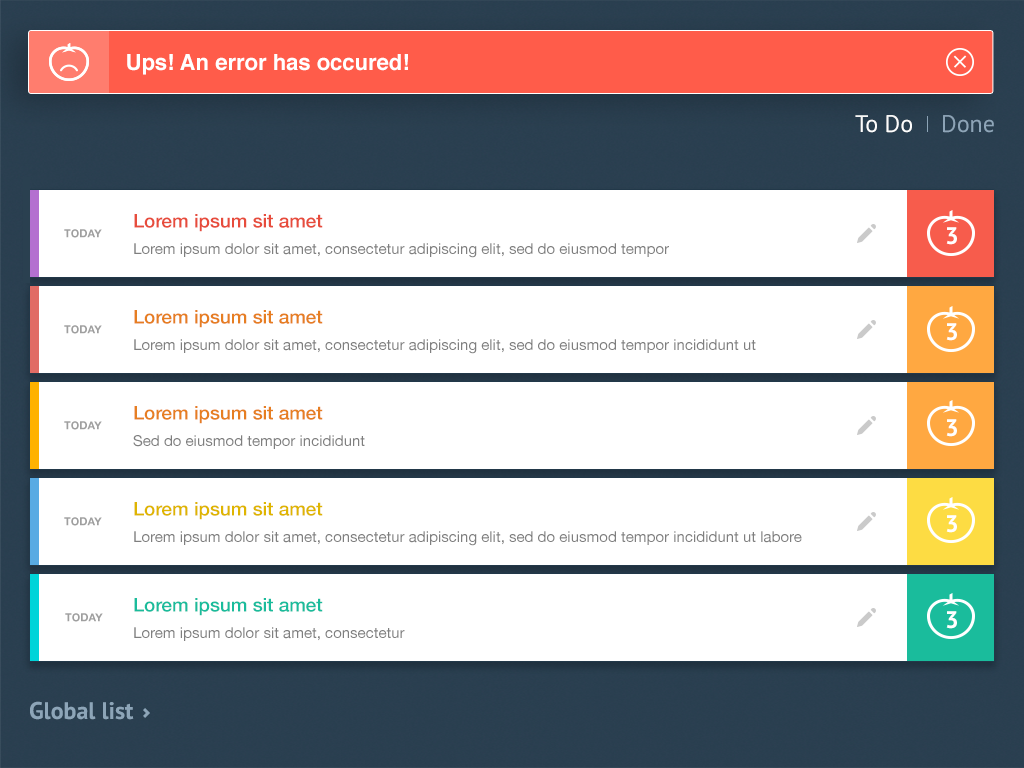 Ups! An error has occured!
To Do | Done
TODAY
Lorem ipsum sit amet
Lorem ipsum dolor sit amet, consectetur adipiscing elit, sed do eiusmod tempor
3
TODAY
Lorem ipsum sit amet
Lorem ipsum dolor sit amet, consectetur adipiscing elit, sed do eiusmod tempor incididunt ut
3
TODAY
Lorem ipsum sit amet
Sed do eiusmod tempor incididunt
3
TODAY
Lorem ipsum sit amet
Lorem ipsum dolor sit amet, consectetur adipiscing elit, sed do eiusmod tempor incididunt ut labore
3
TODAY
Lorem ipsum sit amet
Lorem ipsum dolor sit amet, consectetur
3
Global list ›